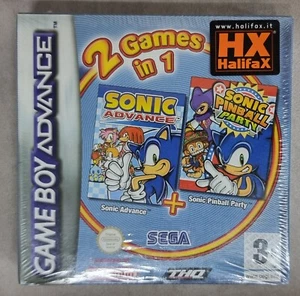 GAME BOY ADVANCE
2 Games
in 1
www.halifax.it
HX
HalifaX
SONIC
ADVANCE
SONIC
PINBALL
PARTY
Sonic Advance
+
Sonic Pinball Party
SEGA
THQ
3